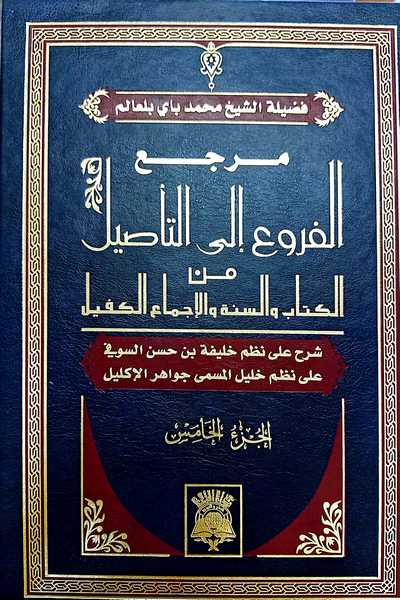 فضيلة الشيخ محمد باي بلعالم
مرجع
الفروع إلى التأصيل
من
الكتاب والسنة والإجماع الكفيل
شرح على نظم خليفة بن حسن السوفي
على نظم خليل المسمى جواهر الإكليل
الجزء الخامس